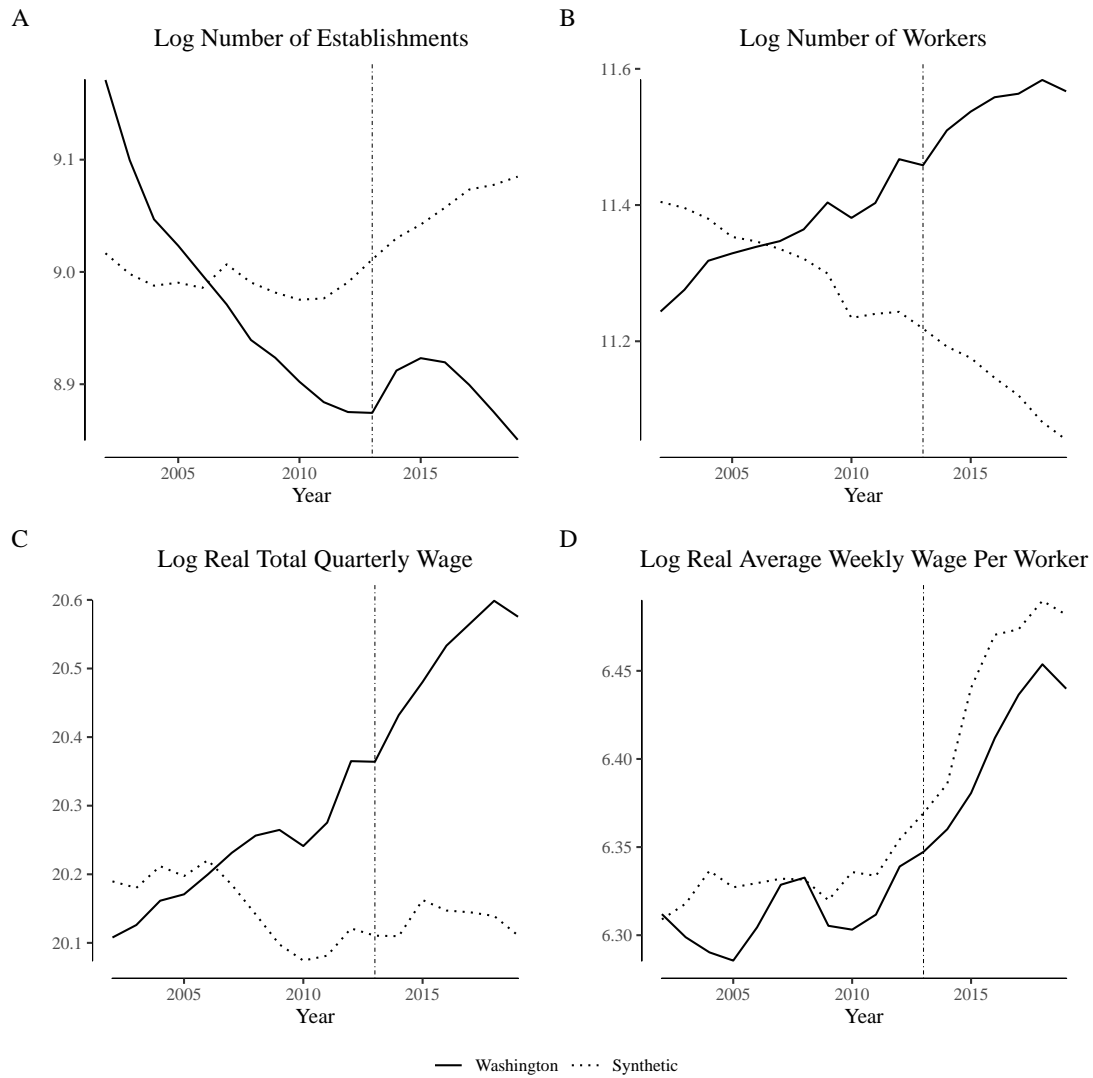 A
Log Number of Establishments
9.1
9.0
8.9
2005 2010 2015
Year
B
Log Number of Workers
11.6
11.4
11.2
2005 2010 2015
Year
C
Log Real Total Quarterly Wage
20.6
20.5
20.4
20.3
20.2
20.1
2005 2010 2015
Year
D
Log Real Average Weekly Wage Per Worker
6.45
6.40
6.35
6.30
2005 2010 2015
Year
Washington Synthetic